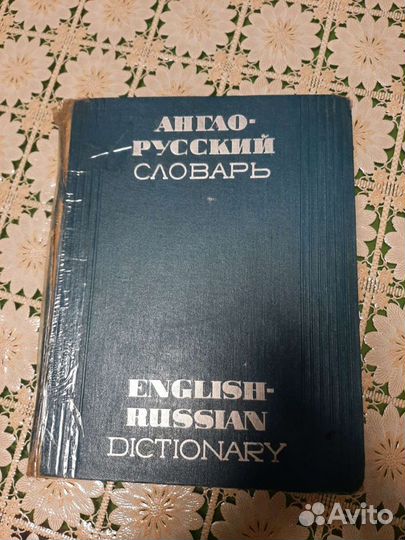 АНГЛО-
РУССКИЙ
СЛОВАРЬ
ENGLISH-
RUSSIAN
DICTIONARY
Avito